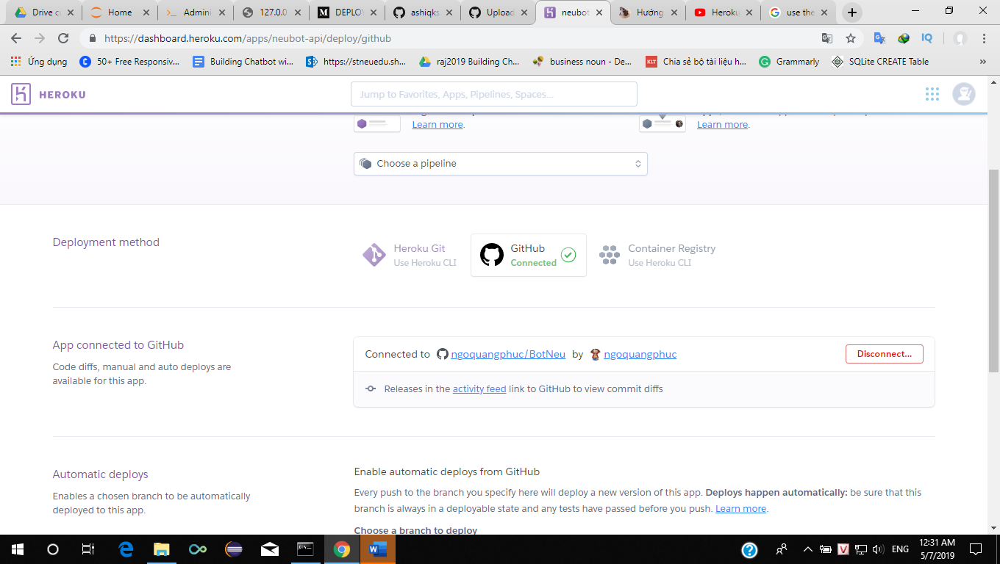 Drive c
Home
Admini
127.0.0
DEPLOY
ashiqks
Upload
neubot
Hướng
Heroku
use the
https://dashboard.heroku.com/apps/neubot-api/deploy/github
IQ
Ứng dụng
50+ Free Responsiv...
Building Chatbot wi...
https://stneuedu.sh...
raj2019 Building Ch...
business noun - De...
Chia sẻ bộ tài liệu h...
Grammarly
SQLite CREATE Table
»
HEROKU
Jump to Favorites, Apps, Pipelines, Spaces...
Learn more.
Learn more.
Choose a pipeline
Deployment method
Heroku Git
Use Heroku CLI
GitHub
Connected
Container Registry
Use Heroku CLI
App connected to GitHub
Code diffs, manual and auto deploys are
available for this app.
Connected to ngoquangphuc/BotNeu by ngoquangphuc
Disconnect...
Releases in the activity feed link to GitHub to view commit diffs
Automatic deploys
Enables a chosen branch to be automatically
deployed to this app.
Enable automatic deploys from GitHub
Every push to the branch you specify here will deploy a new version of this app. Deploys happen automatically: be sure that this
branch is always in a deployable state and any tests have passed before you push. Learn more.
Choose a branch to deploy
ENG
12:31 AM
5/7/2019